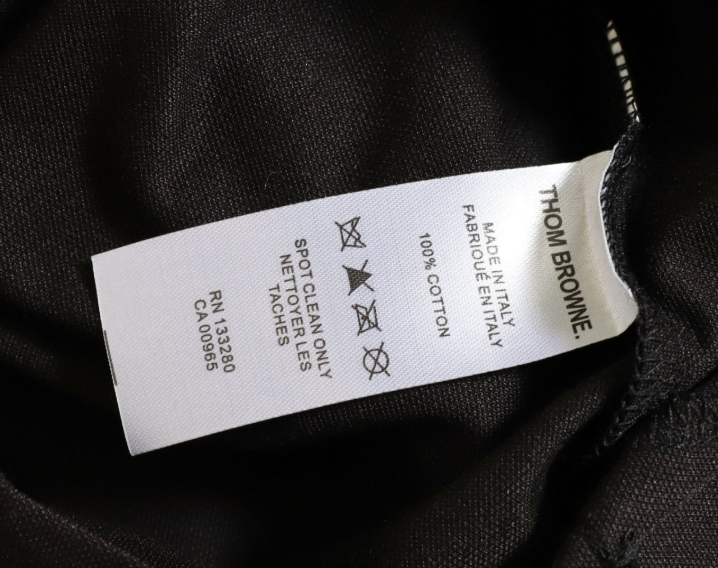 THOM BROWNE.
MADE IN ITALY
FABRIQUÉ EN ITALY
100% COTTON
SPOT CLEAN ONLY
NETTOYER LES
TACHES
RN 133280
CA 00965